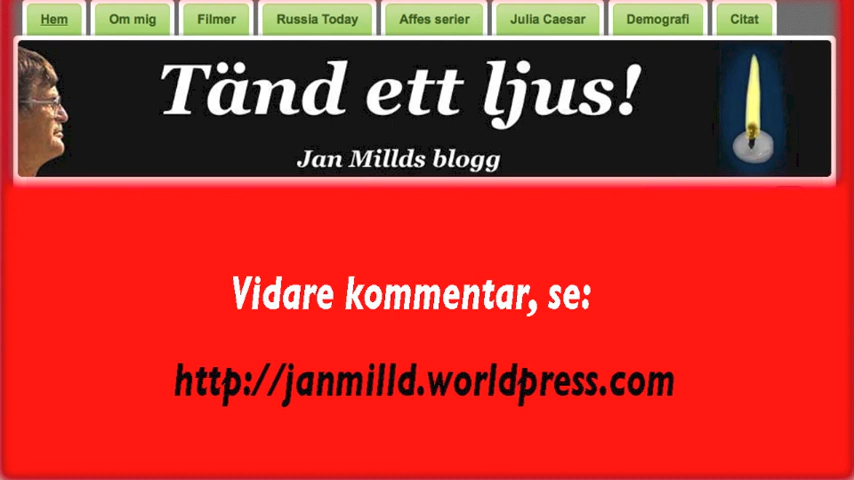 Hem Om mig Filmer Russia Today Affes serier Julia Caesar Demografi Citat
Tänd ett ljus!
Jan Millds blogg
Vidare kommentar, se:
http://janmilld.worldpress.com